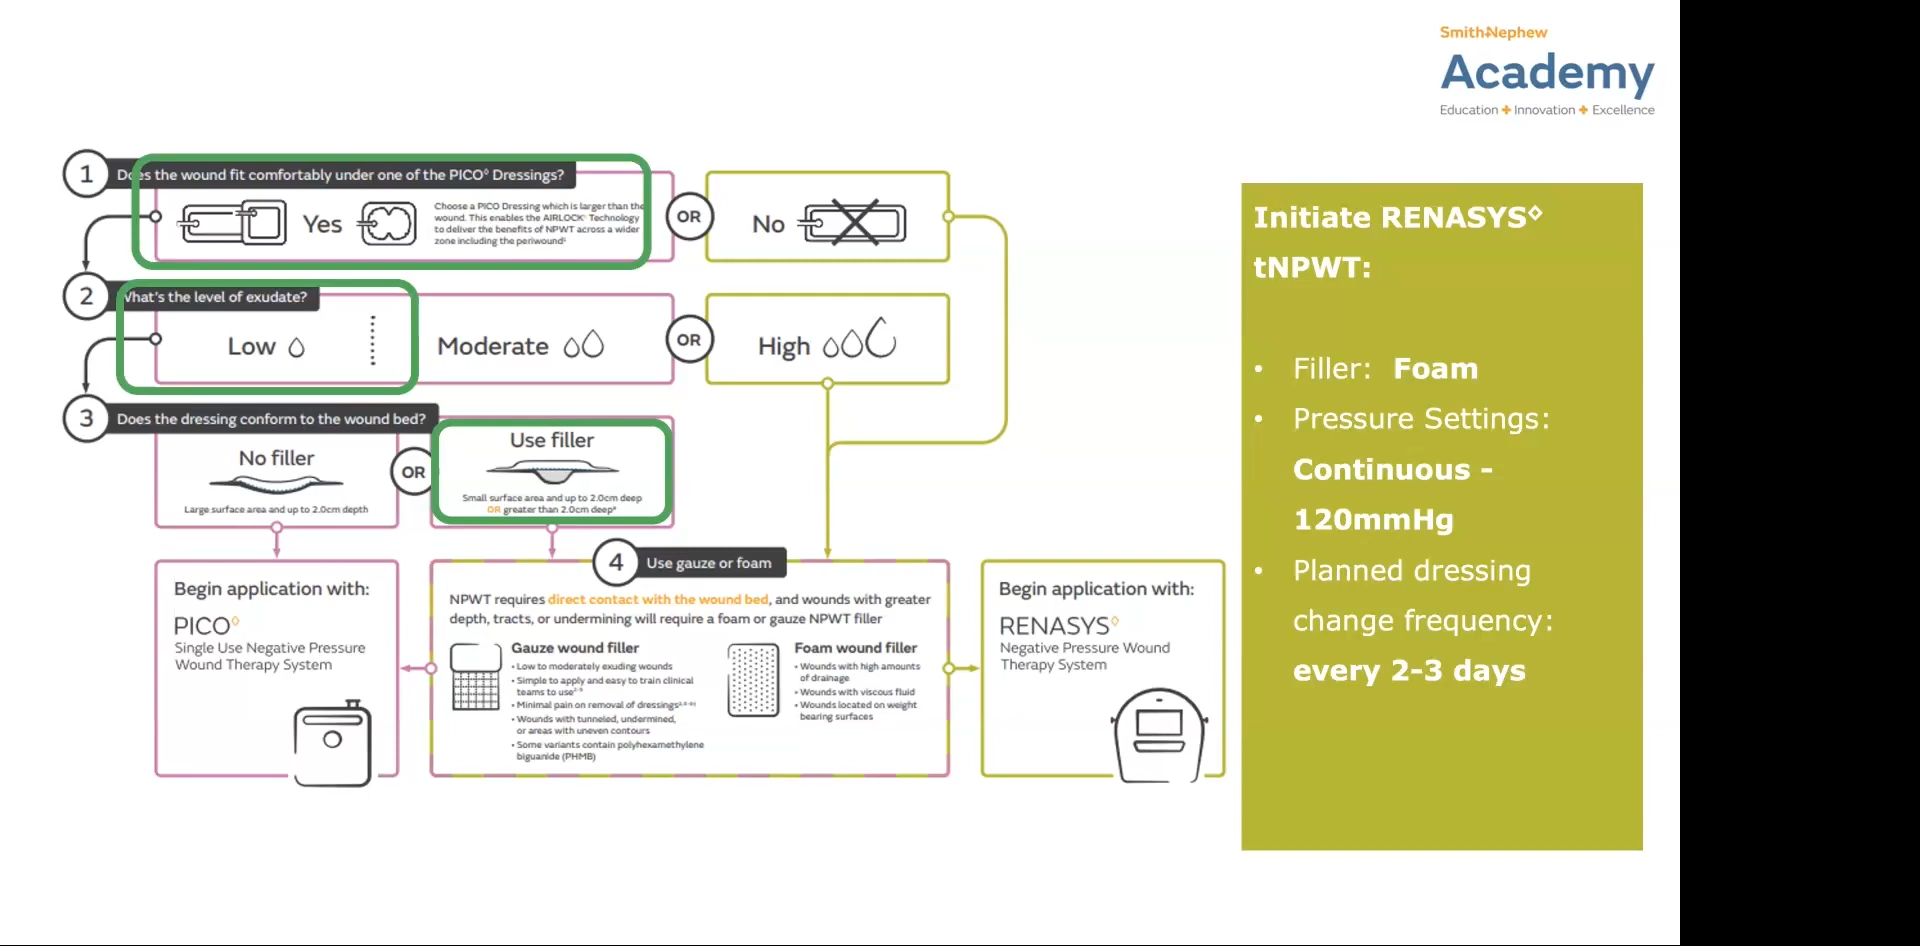 Smith+Nephew
Academy
Education + Innovation + Excellence
1
Does the wound fit comfortably under one of the PICO◊ Dressings?
Yes
Choose a PICO Dressing which is larger than the
wound. This enables the AIRLOCK◊ Technology
to deliver the benefits of NPWT across a wider
zone including the periwound¹
OR
No
2
What's the level of exudate?
Low
Moderate
OR
High
3
Does the dressing conform to the wound bed?
No filler
Large surface area and up to 2.0cm depth
OR
Use filler
Small surface area and up to 2.0cm deep
OR greater than 2.0cm deep*
4
Use gauze or foam
NPWT requires direct contact with the wound bed, and wounds with greater
depth, tracts, or undermining will require a foam or gauze NPWT filler
Gauze wound filler
• Low to moderately exuding wounds
• Simple to apply and easy to train clinical
teams to use
• Minimal pain on removal of dressings
• Wounds with tunneled, undermined,
or areas with uneven contours
• Some variants contain polyhexamethylene
biguanide (PHMB)
Foam wound filler
• Wounds with high amounts
of drainage
• Wounds with viscous fluid
• Wounds located on weight
bearing surfaces
Begin application with:
PICO◊
Single Use Negative Pressure
Wound Therapy System
Begin application with:
RENASYS◊
Negative Pressure Wound
Therapy System
Initiate RENASYS◊
tNPWT:
• Filler: Foam
• Pressure Settings:
Continuous -
120mmHg
• Planned dressing
change frequency:
every 2-3 days